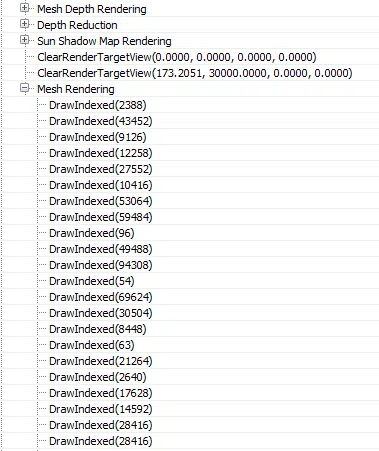 Mesh Depth Rendering
Depth Reduction
Sun Shadow Map Rendering
ClearRenderTargetView(0.0000, 0.0000, 0.0000, 0.0000)
ClearRenderTargetView(173.2051, 30000.0000, 0.0000, 0.0000)
Mesh Rendering
DrawIndexed(2388)
DrawIndexed(43452)
DrawIndexed(9126)
DrawIndexed(12258)
DrawIndexed(27552)
DrawIndexed(10416)
DrawIndexed(53064)
DrawIndexed(59484)
DrawIndexed(96)
DrawIndexed(49488)
DrawIndexed(94308)
DrawIndexed(54)
DrawIndexed(69624)
DrawIndexed(30504)
DrawIndexed(8448)
DrawIndexed(63)
DrawIndexed(21264)
DrawIndexed(2640)
DrawIndexed(17628)
DrawIndexed(14592)
DrawIndexed(28416)
DrawIndexed(28416)